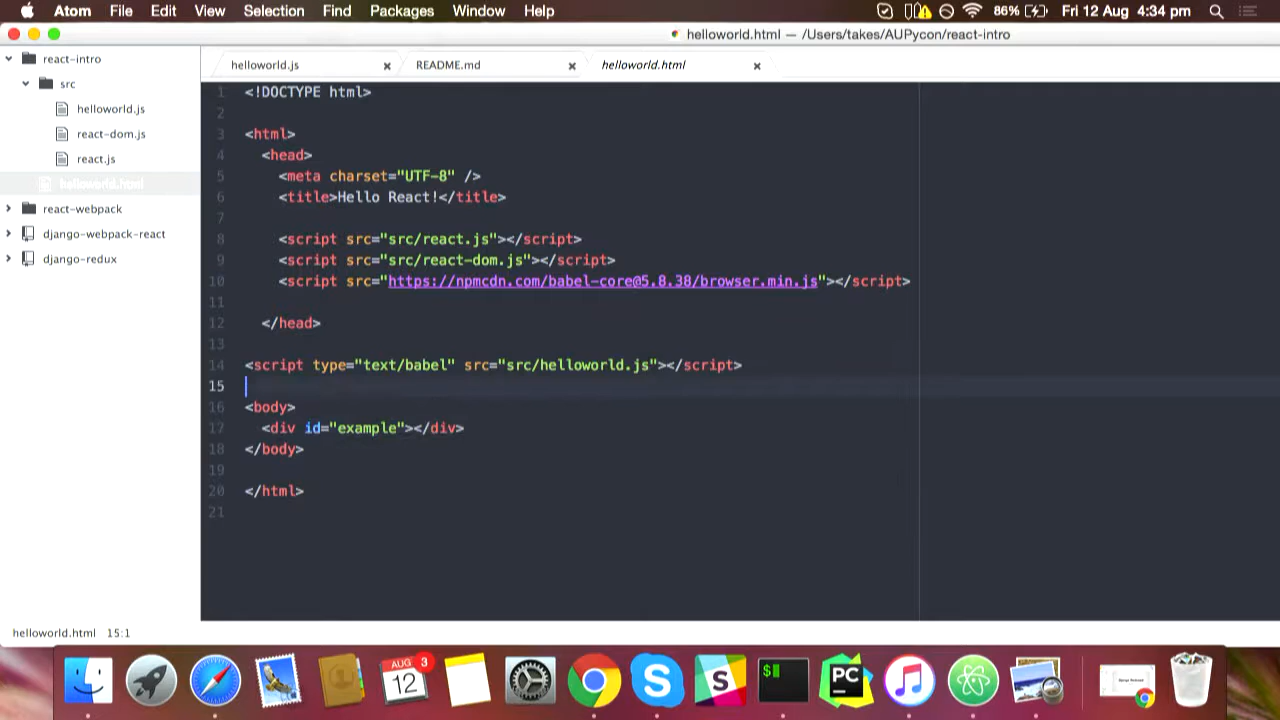 Atom File Edit View Selection Find Packages Window Help 86% Fri 12 Aug 4:34 pm
helloworld.html — /Users/takes/AUPycon/react-intro
react-intro
src
helloworld.js
react-dom.js
react.js
helloworld.html
react-webpack
django-webpack-react
django-redux
helloworld.js README.md helloworld.html
1 <!DOCTYPE html>
2
3 <html>
4 <head>
5 <meta charset="UTF-8" />
6 <title>Hello React!</title>
7
8 <script src="src/react.js"></script>
9 <script src="src/react-dom.js"></script>
10 <script src="https://npmcdn.com/babel-core@5.8.38/browser.min.js"></script>
11
12 </head>
13
14 <script type="text/babel" src="src/helloworld.js"></script>
15
16 <body>
17 <div id="example"></div>
18 </body>
19
20 </html>
21
helloworld.html 15:1
AUG 3
12
S
S
$
PC